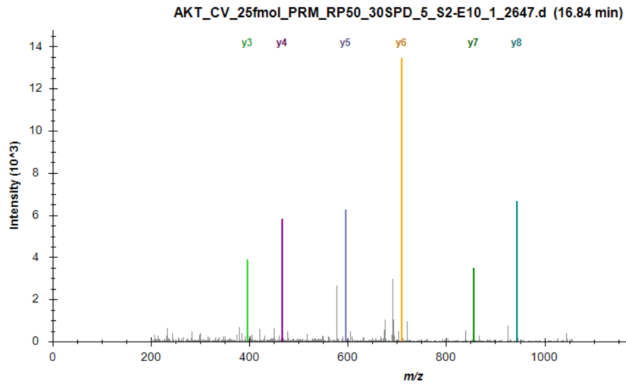 AKT_CV_25fmol_PRM_RP50_30SPD_5_S2-E10_1_2647.d (16.84 min)
y3 y4 y5 y6 y7 y8
14
12
10
8
6
4
2
0
Intensity (10^3)
0 200 400 600 800 1000
m/z